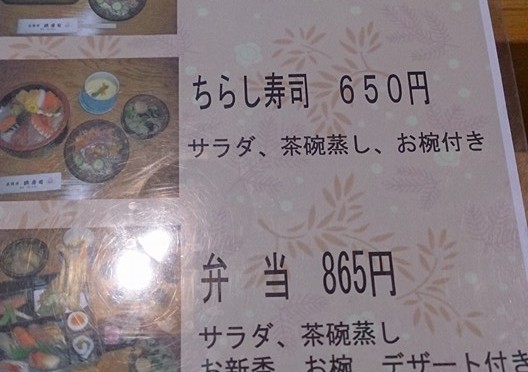 ちらし寿司 650円
サラダ、茶碗蒸し、お椀付き
弁 当 865円
サラダ、茶碗蒸し
お新香、お椀、デザート付き